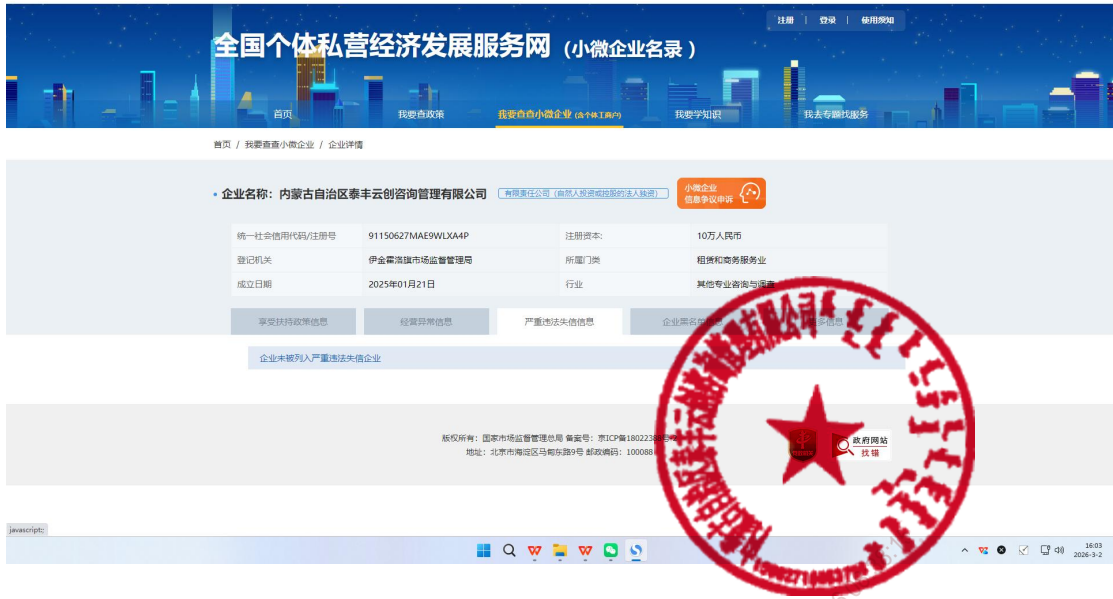 注册 | 登录 | 使用须知
全国个体私营经济发展服务网 （小微企业名录 ）
首页 我要查政策 我要查查小微企业 (含个体工商户) 我要学知识 我去专题找服务
首页 / 我要查查小微企业 / 企业详情
• 企业名称：内蒙古自治区泰丰云创咨询管理有限公司 有限责任公司（自然人投资或控股的法人独资） 小微企业
信息争议申诉
统一社会信用代码/注册号 91150627MAE9WLXA4P 注册资本: 10万人民币
登记机关 伊金霍洛旗市场监督管理局 所属门类 租赁和商务服务业
成立日期 2025年01月21日 行业 其他专业咨询与调查
享受扶持政策信息 经营异常信息 严重违法失信信息 企业黑名单信息 更多信息
企业未被列入严重违法失信企业
版权所有：国家市场监督管理总局 备案号：京ICP备18022388号
地址：北京市海淀区马甸东路9号 邮政编码：100088
政府网站
找错
javascript:;
16:03
2026-3-2